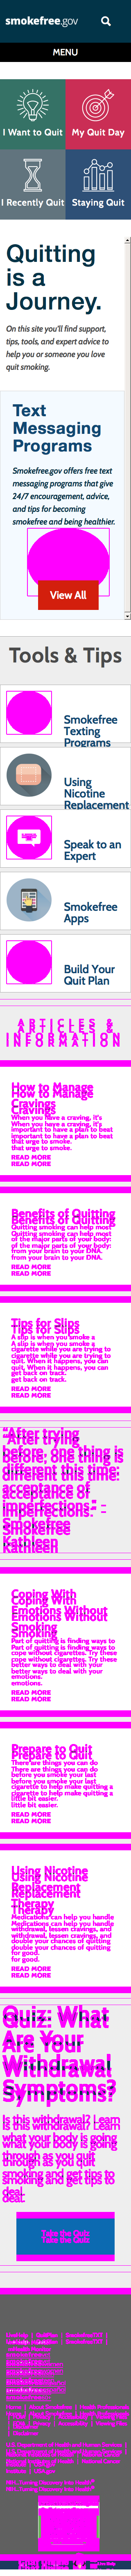 smokefree.gov
MENU
I Want to Quit
My Quit Day
I Recently Quit
Staying Quit
Quitting
is a
Journey.
On this site you'll find support,
tips, tools, and expert advice to
help you or someone you love
quit smoking.
Text
Messaging
Programs
Smokefree.gov offers free text
messaging programs that give
24/7 encouragement, advice,
and tips for becoming
smokefree and being healthier.
View All
Tools & Tips
Smokefree
Texting
Programs
Using
Nicotine
Replacement
Speak to an
Expert
Smokefree
Apps
Build Your
Quit Plan
ARTICLES &
INFORMATION
How to Manage
Cravings
When you have a craving, it's
important to have a plan to beat
that urge to smoke.
READ MORE
Benefits of Quitting
Quitting smoking can help most
of the major parts of your body:
from your brain to your DNA.
READ MORE
Tips for Slips
A slip is when you smoke a
cigarette while you are trying to
quit. When it happens, you can
get back on track.
READ MORE
"After trying
before, one thing is
different this time:
acceptance of
imperfections." -
Smokefree
Kathleen
Coping With
Emotions Without
Smoking
Part of quitting is finding ways to
cope without cigarettes. Try these
better ways to deal with your
emotions.
READ MORE
Prepare to Quit
There are things you can do
before you smoke your last
cigarette to help make quitting a
little bit easier.
READ MORE
Using Nicotine
Replacement
Therapy
Medications can help you handle
withdrawal, lessen cravings, and
double your chances of quitting
for good.
READ MORE
Quiz: What
Are Your
Withdrawal
Symptoms?
Is this withdrawal? Learn
what your body is going
through as you quit
smoking and get tips to
deal.
Take the Quiz